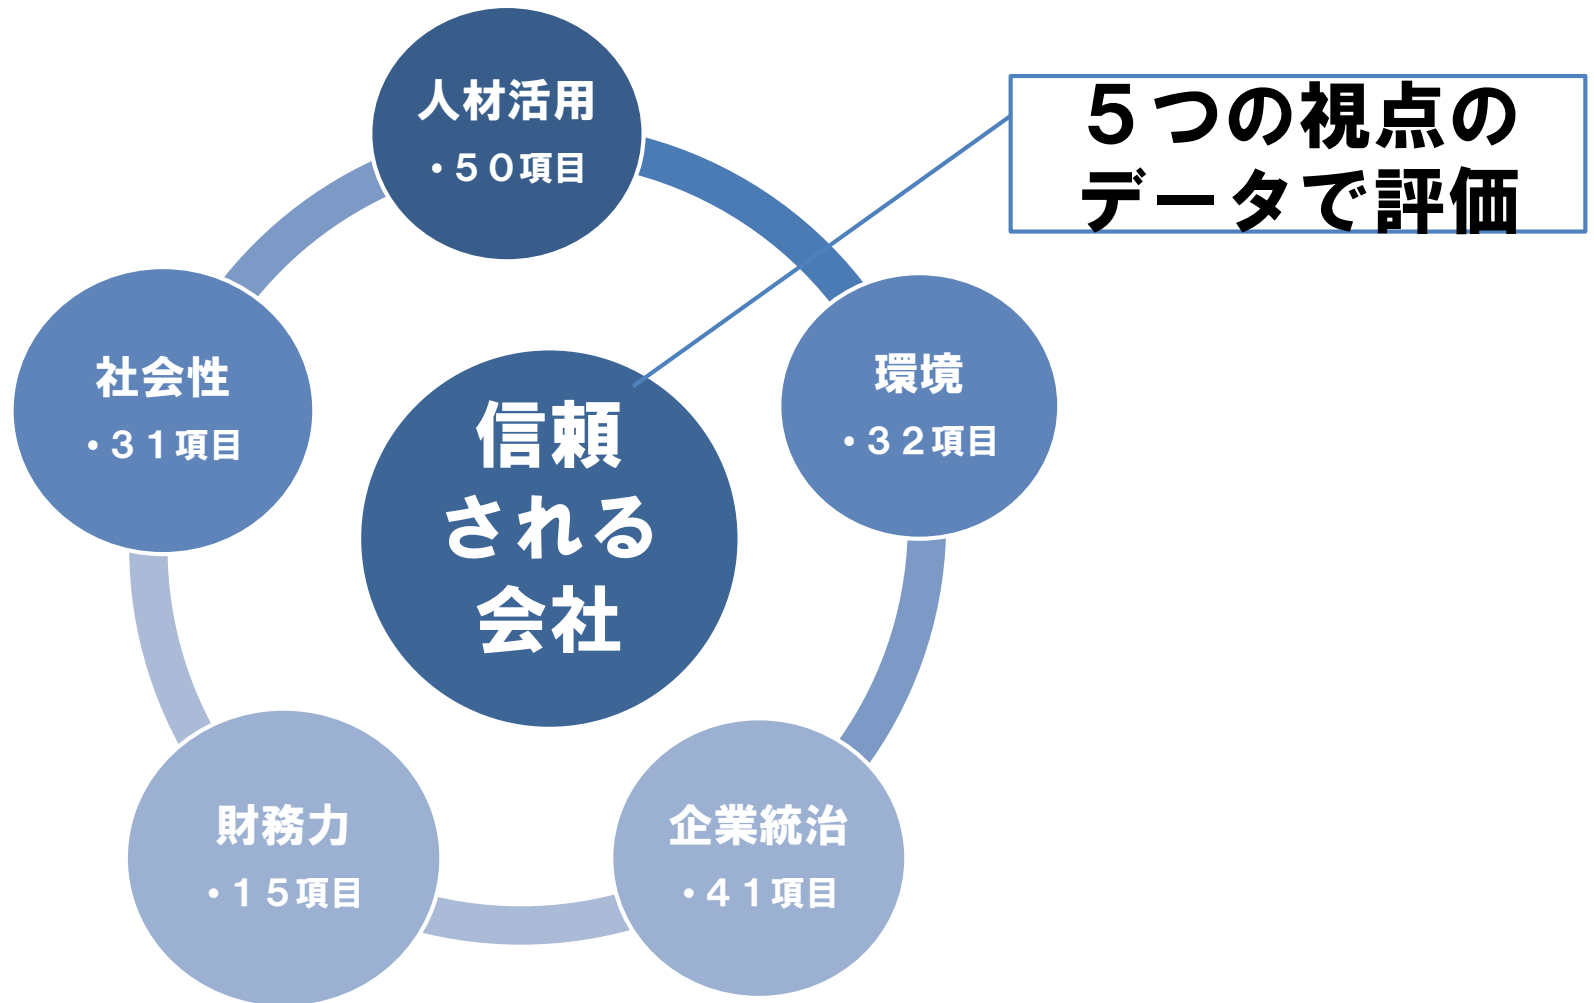 人材活用
・５０項目
５つの視点の
データで評価
社会性
・３１項目
環境
・３２項目
信頼
される
会社
財務力
・１５項目
企業統治
・４１項目